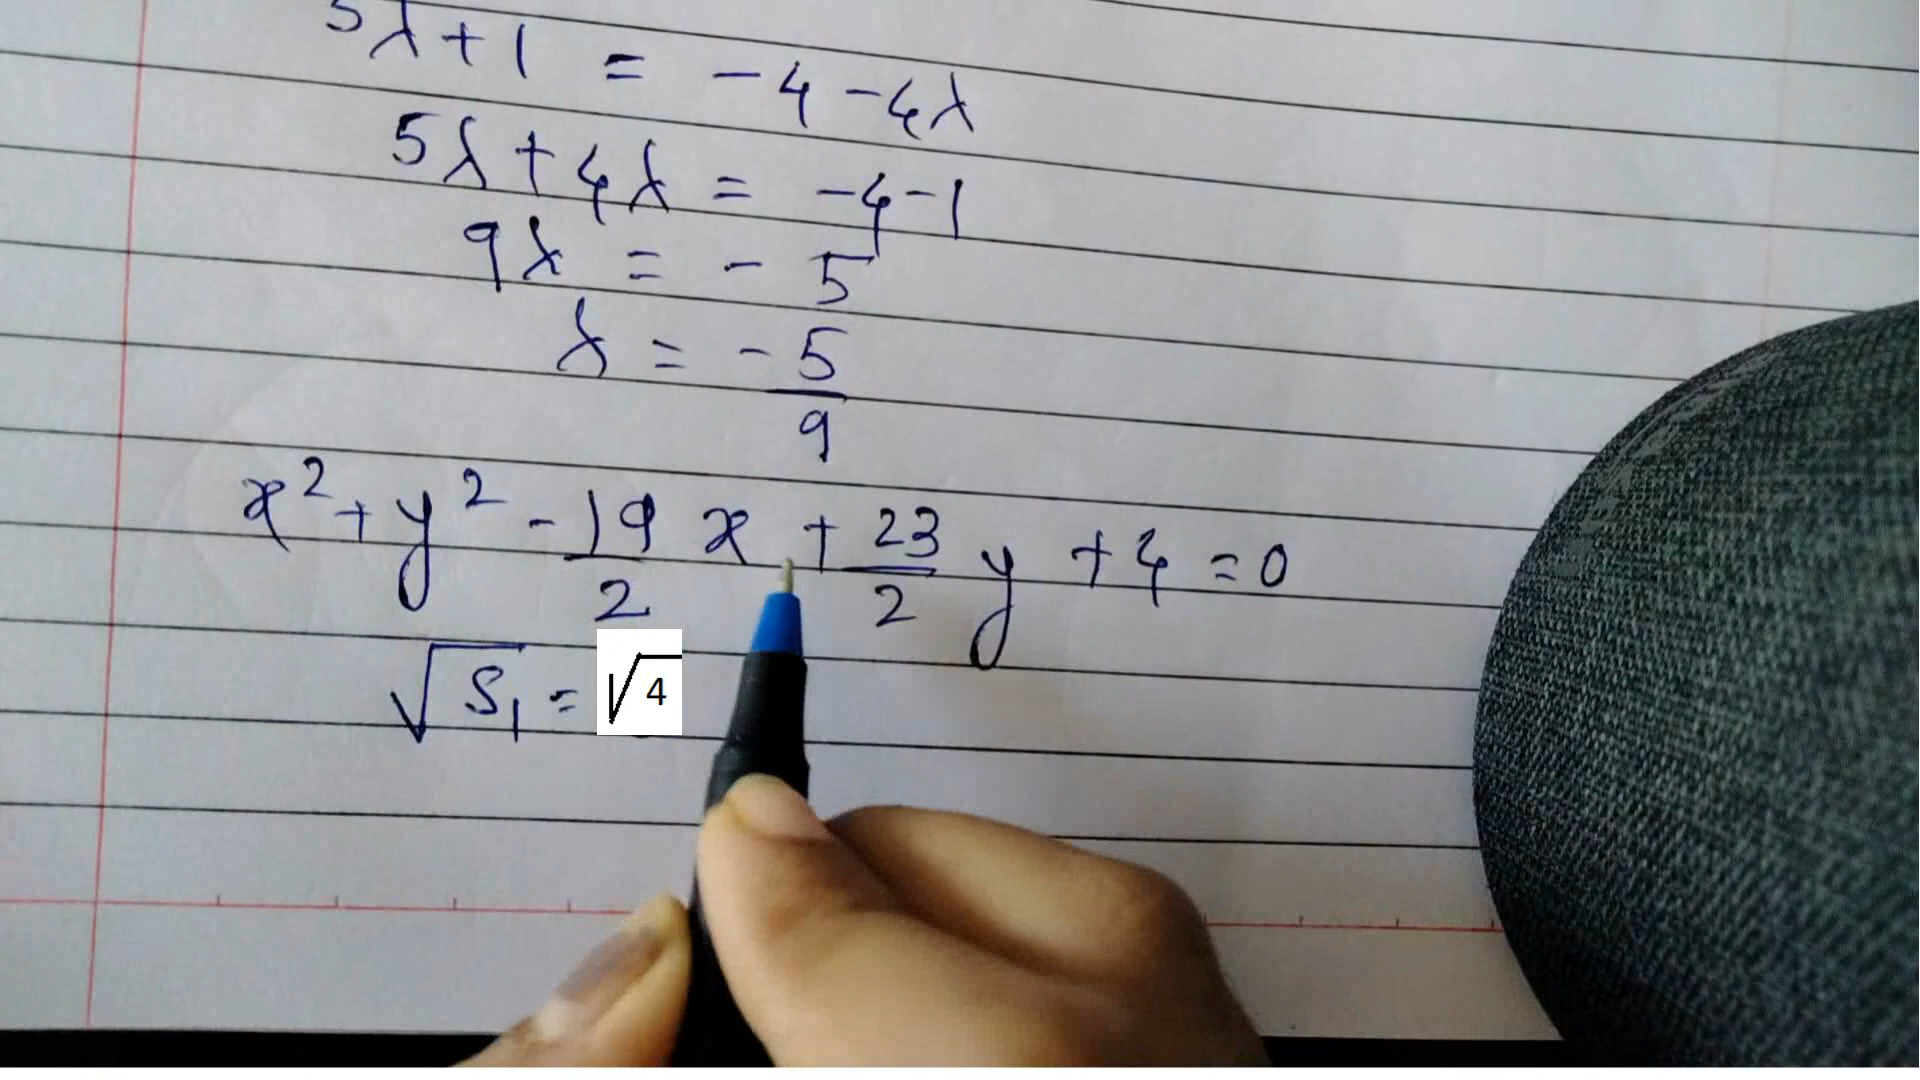 5λ+1 = -4-4λ
5λ+4λ = -4-1
9λ = -5
λ = -5/9
x²+y²-19/2 x + 23/2 y + 4 = 0
√S₁ = √4